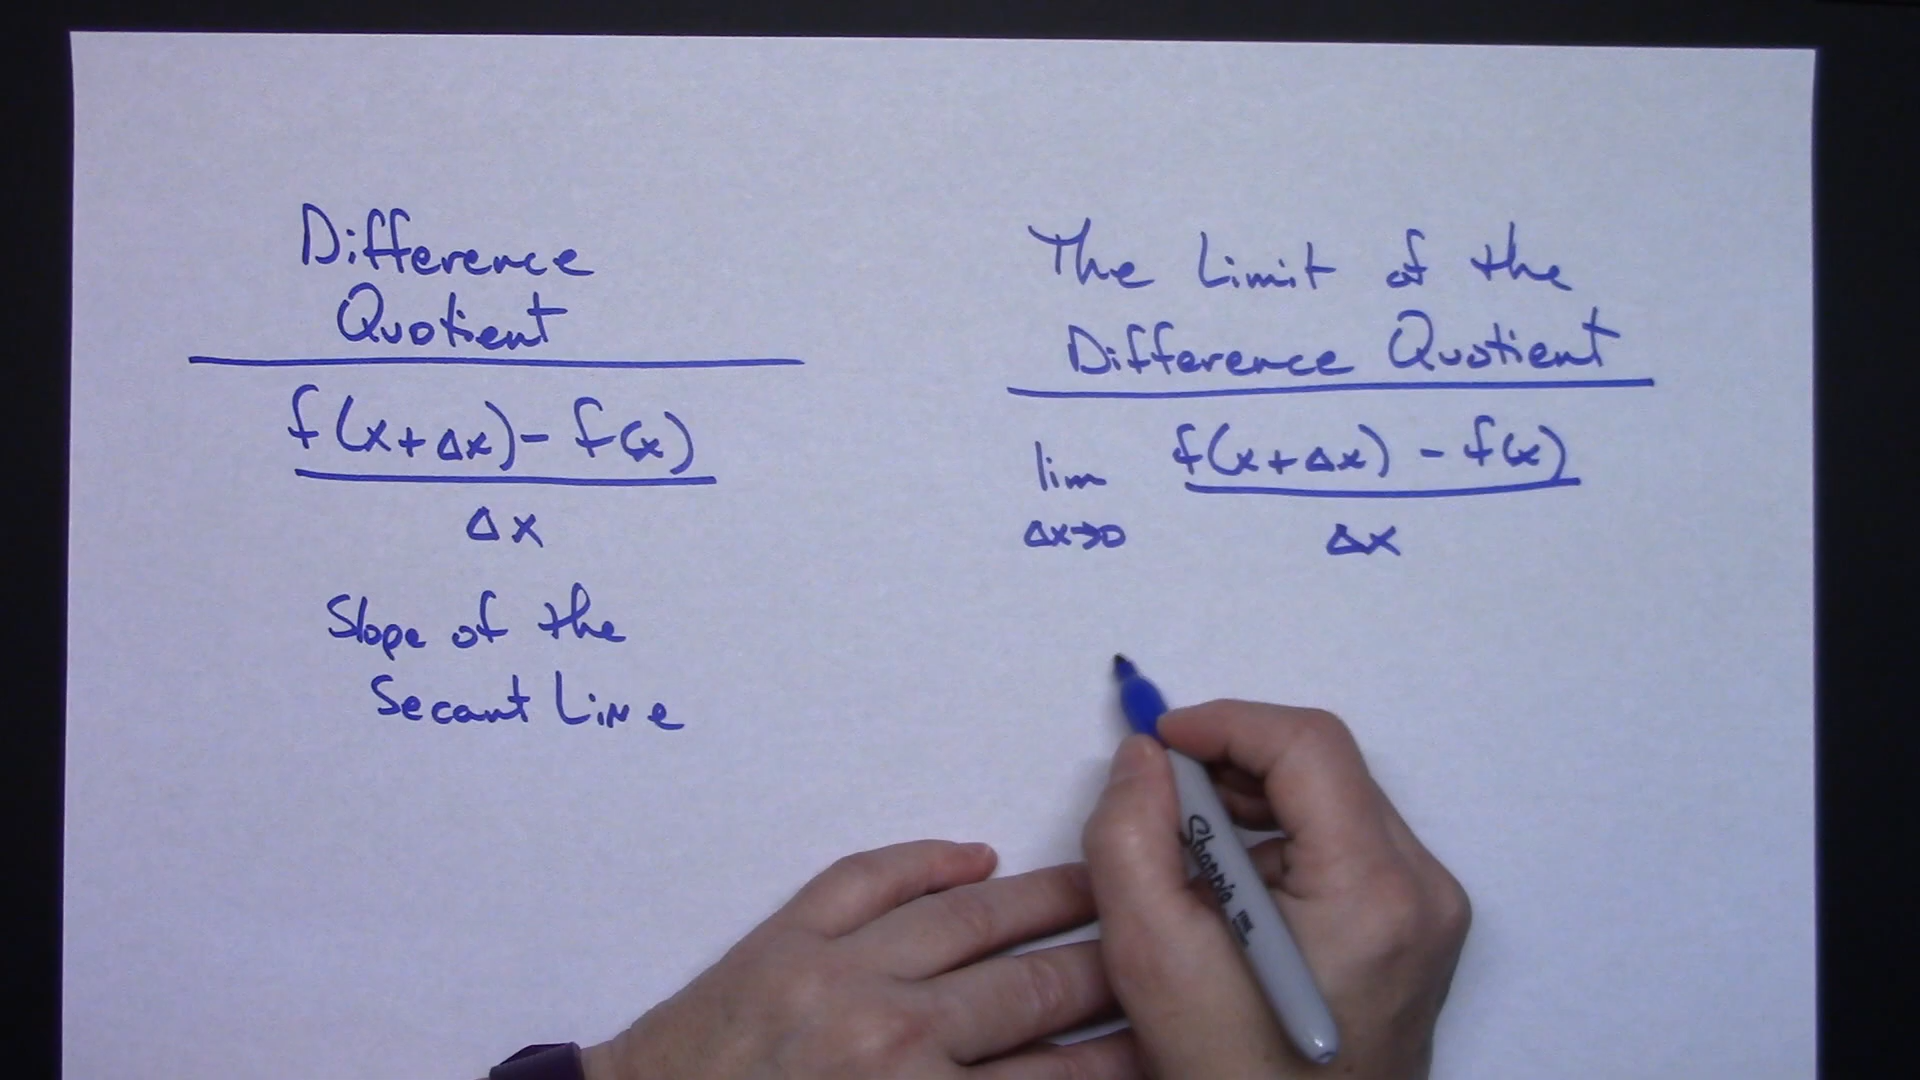 Difference
Quotient
f(x+Δx) - f(x)
Δx
Slope of the
Secant Line
The Limit of the
Difference Quotient
lim f(x+Δx) - f(x)
Δx→0 Δx
Sharpie FINE